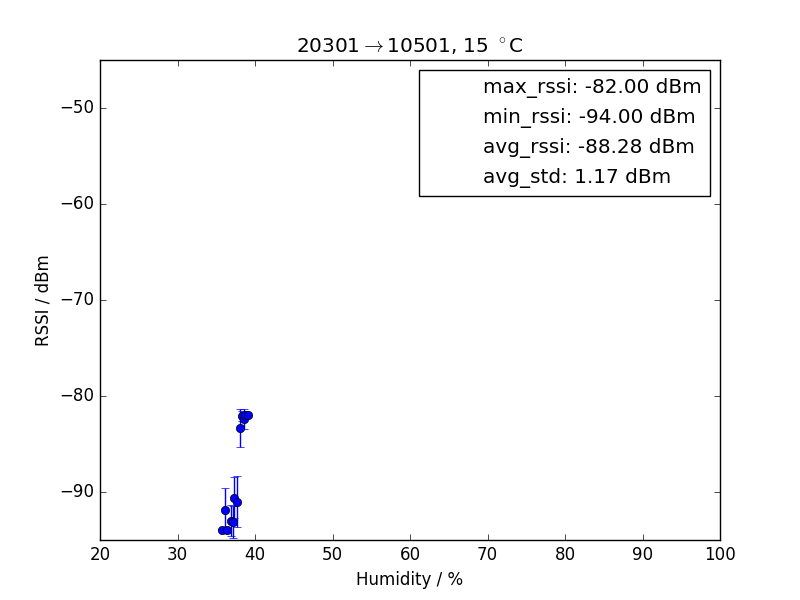 20301→10501, 15 °C
max_rssi: -82.00 dBm
min_rssi: -94.00 dBm
avg_rssi: -88.28 dBm
avg_std: 1.17 dBm
RSSI / dBm
−50
−60
−70
−80
−90
20 30 40 50 60 70 80 90 100
Humidity / %